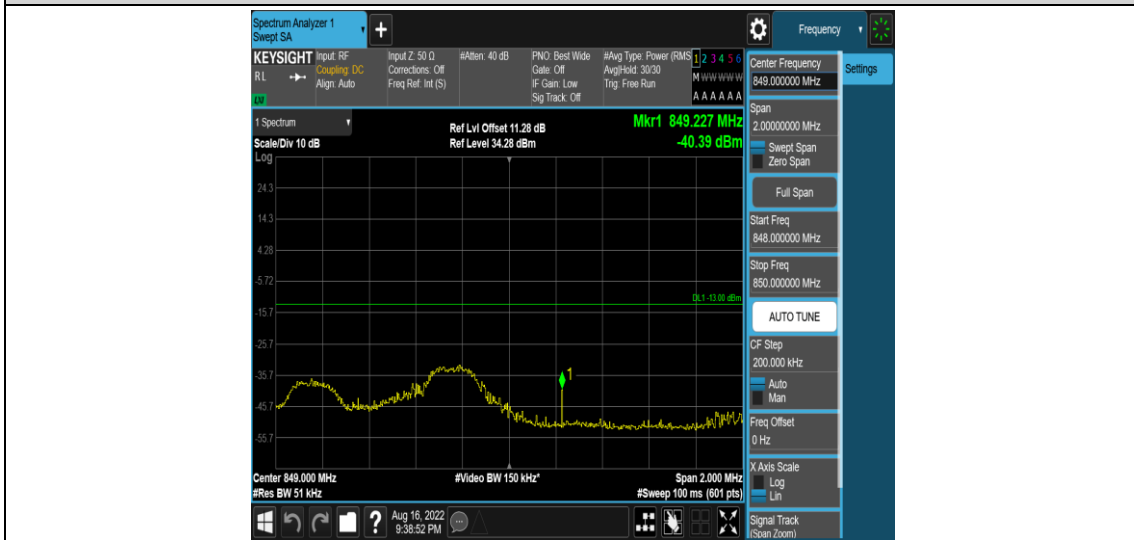 Spectrum Analyzer 1
Swept SA
+
Frequency
KEYSIGHT
RL
LXI
Input: RF
Coupling: DC
Align: Auto
Input Z: 50 Ω
Corrections: Off
Freq Ref: Int (S)
#Atten: 40 dB
PNO: Best Wide
Gate: Off
IF Gain: Low
Sig Track: Off
#Avg Type: Power (RMS
Avg|Hold: 30/30
Trig: Free Run
1 2 3 4 5 6
M W W W W W
A A A A A A
1 Spectrum
Scale/Div 10 dB
Log
Ref Lvl Offset 11.28 dB
Ref Level 34.28 dBm
Mkr1 849.227 MHz
-40.39 dBm
24.3
14.3
4.28
-5.72
DL1 -13.00 dBm
-15.7
-25.7
-35.7
1
-45.7
-55.7
Center 849.000 MHz
#Res BW 51 kHz
#Video BW 150 kHz*
Span 2.000 MHz
#Sweep 100 ms (601 pts)
Center Frequency
849.000000 MHz
Settings
Span
2.00000000 MHz
Swept Span
Zero Span
Full Span
Start Freq
848.000000 MHz
Stop Freq
850.000000 MHz
AUTO TUNE
CF Step
200.000 kHz
Auto
Man
Freq Offset
0 Hz
X Axis Scale
Log
Lin
Signal Track
(Span Zoom)
?
Aug 16, 2022
9:38:52 PM